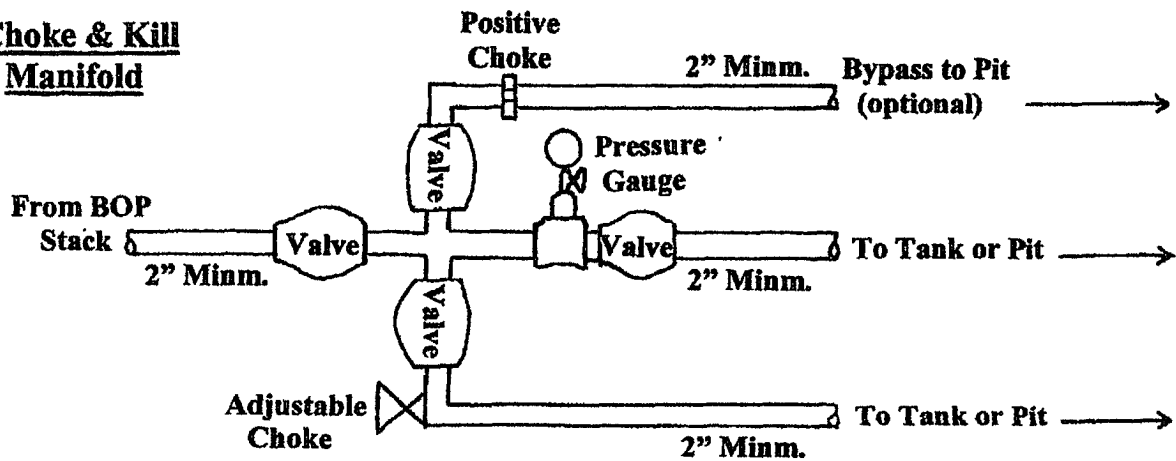 Choke & Kill
Manifold
Positive
Choke
2" Minm.
Bypass to Pit
(optional)
Valve
Pressure
Gauge
From BOP
Stack
Valve
Valve
To Tank or Pit
2" Minm.
2" Minm.
Valve
Adjustable
Choke
To Tank or Pit
2" Minm.